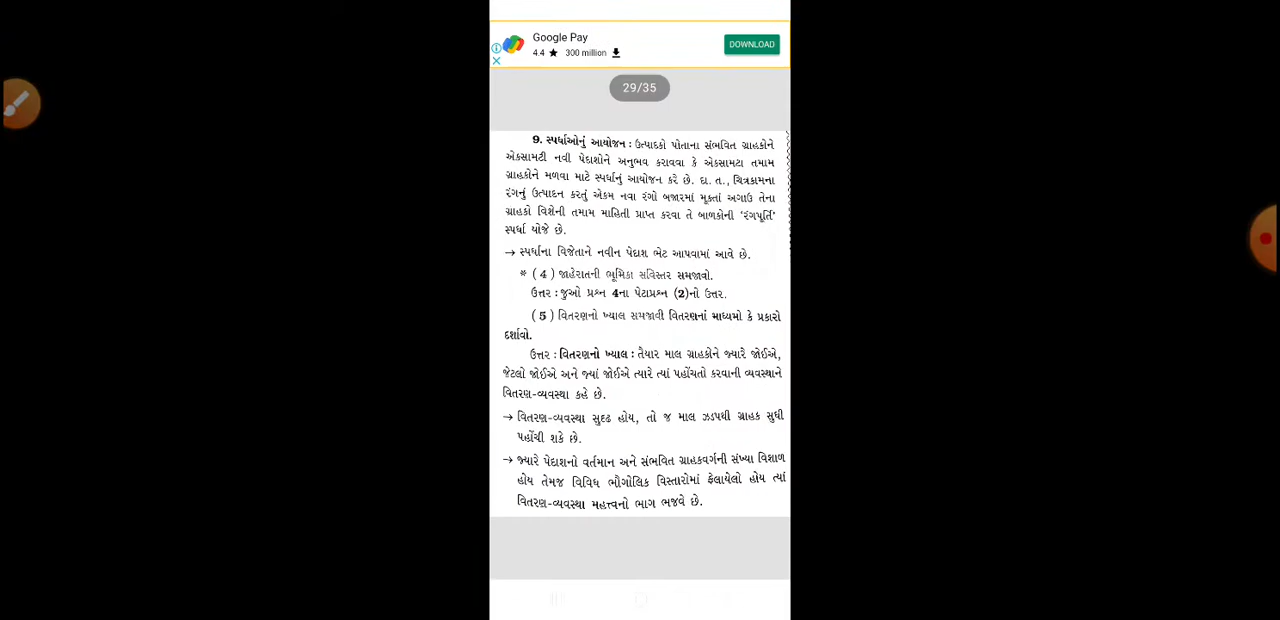 Google Pay
4.4 ★ 300 million
DOWNLOAD
29/35
9. સ્પર્ધાઓનું આયોજન : ઉત્પાદકો પોતાના સંભવિત ગ્રાહકોને
એકસામટી નવી પેદાશોને અનુભવ કરાવવા કે એકસામટા તમામ
ગ્રાહકોને મળવા માટે સ્પર્ધાનું આયોજન કરે છે. દા. ત., ચિત્રકામના
રંગનું ઉત્પાદન કરતું એકમ નવા રંગો બજારમાં મૂકતાં અગાઉ તેના
ગ્રાહકો વિશેની તમામ માહિતી પ્રાપ્ત કરવા તે બાળકોની ‘રંગપૂર્તિ’
સ્પર્ધા યોજે છે.
→ સ્પર્ધાના વિજેતાને નવીન પેદાશ ભેટ આપવામાં આવે છે.
* ( 4 ) જાહેરાતની ભૂમિકા સવિસ્તર સમજાવો.
ઉત્તર : જુઓ પ્રશ્ન 4ના પેટાપ્રશ્ન (2)નો ઉત્તર.
( 5 ) વિતરણનો ખ્યાલ સમજાવી વિતરણનાં માધ્યમો કે પ્રકારો
દર્શાવો.
ઉત્તર : વિતરણનો ખ્યાલ : તૈયાર માલ ગ્રાહકોને જ્યારે જોઈએ,
જેટલો જોઈએ અને જ્યાં જોઈએ ત્યારે ત્યાં પહોંચતો કરવાની વ્યવસ્થાને
વિતરણ-વ્યવસ્થા કહે છે.
→ વિતરણ-વ્યવસ્થા સુદૃઢ હોય, તો જ માલ ઝડપથી ગ્રાહક સુધી
પહોંચી શકે છે.
→ જ્યારે પેદાશનો વર્તમાન અને સંભવિત ગ્રાહકવર્ગની સંખ્યા વિશાળ
હોય તેમજ વિવિધ ભૌગોલિક વિસ્તારોમાં ફેલાયેલો હોય ત્યાં
વિતરણ-વ્યવસ્થા મહત્ત્વનો ભાગ ભજવે છે.